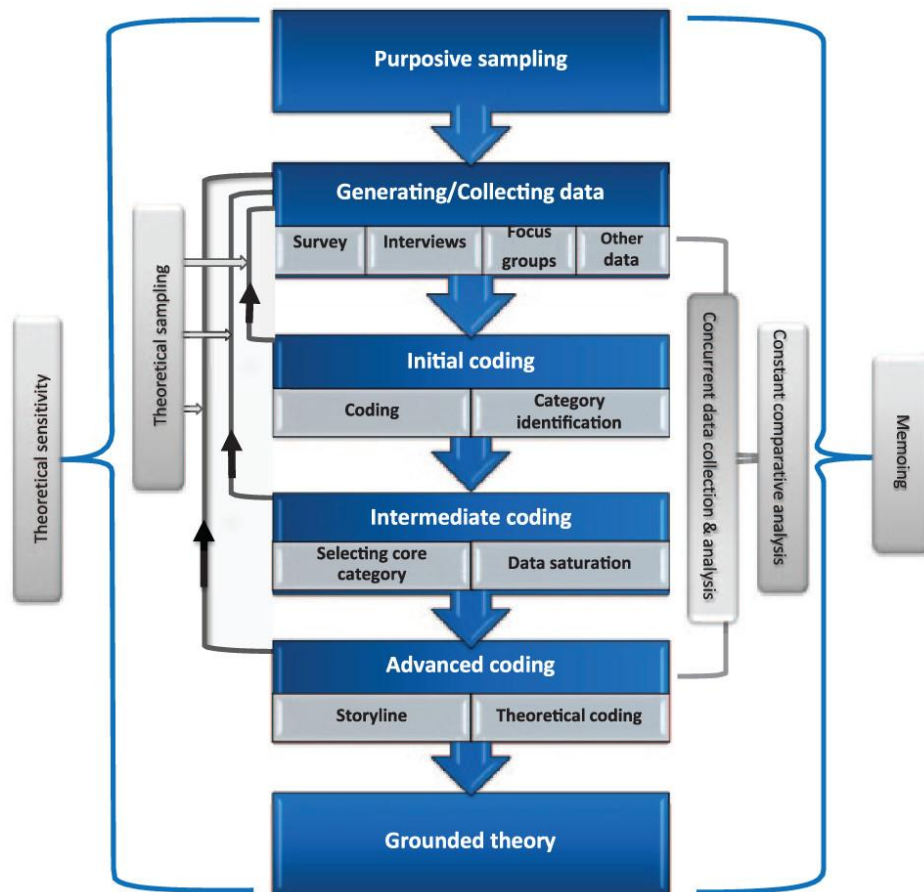 Purposive sampling
Generating/Collecting data
Survey
Interviews
Focus
groups
Other
data
Initial coding
Coding
Category
identification
Intermediate coding
Selecting core
category
Data saturation
Advanced coding
Storyline
Theoretical coding
Grounded theory
Theoretical sensitivity
Theoretical sampling
Concurrent data collection & analysis
Constant comparative analysis
Memoing